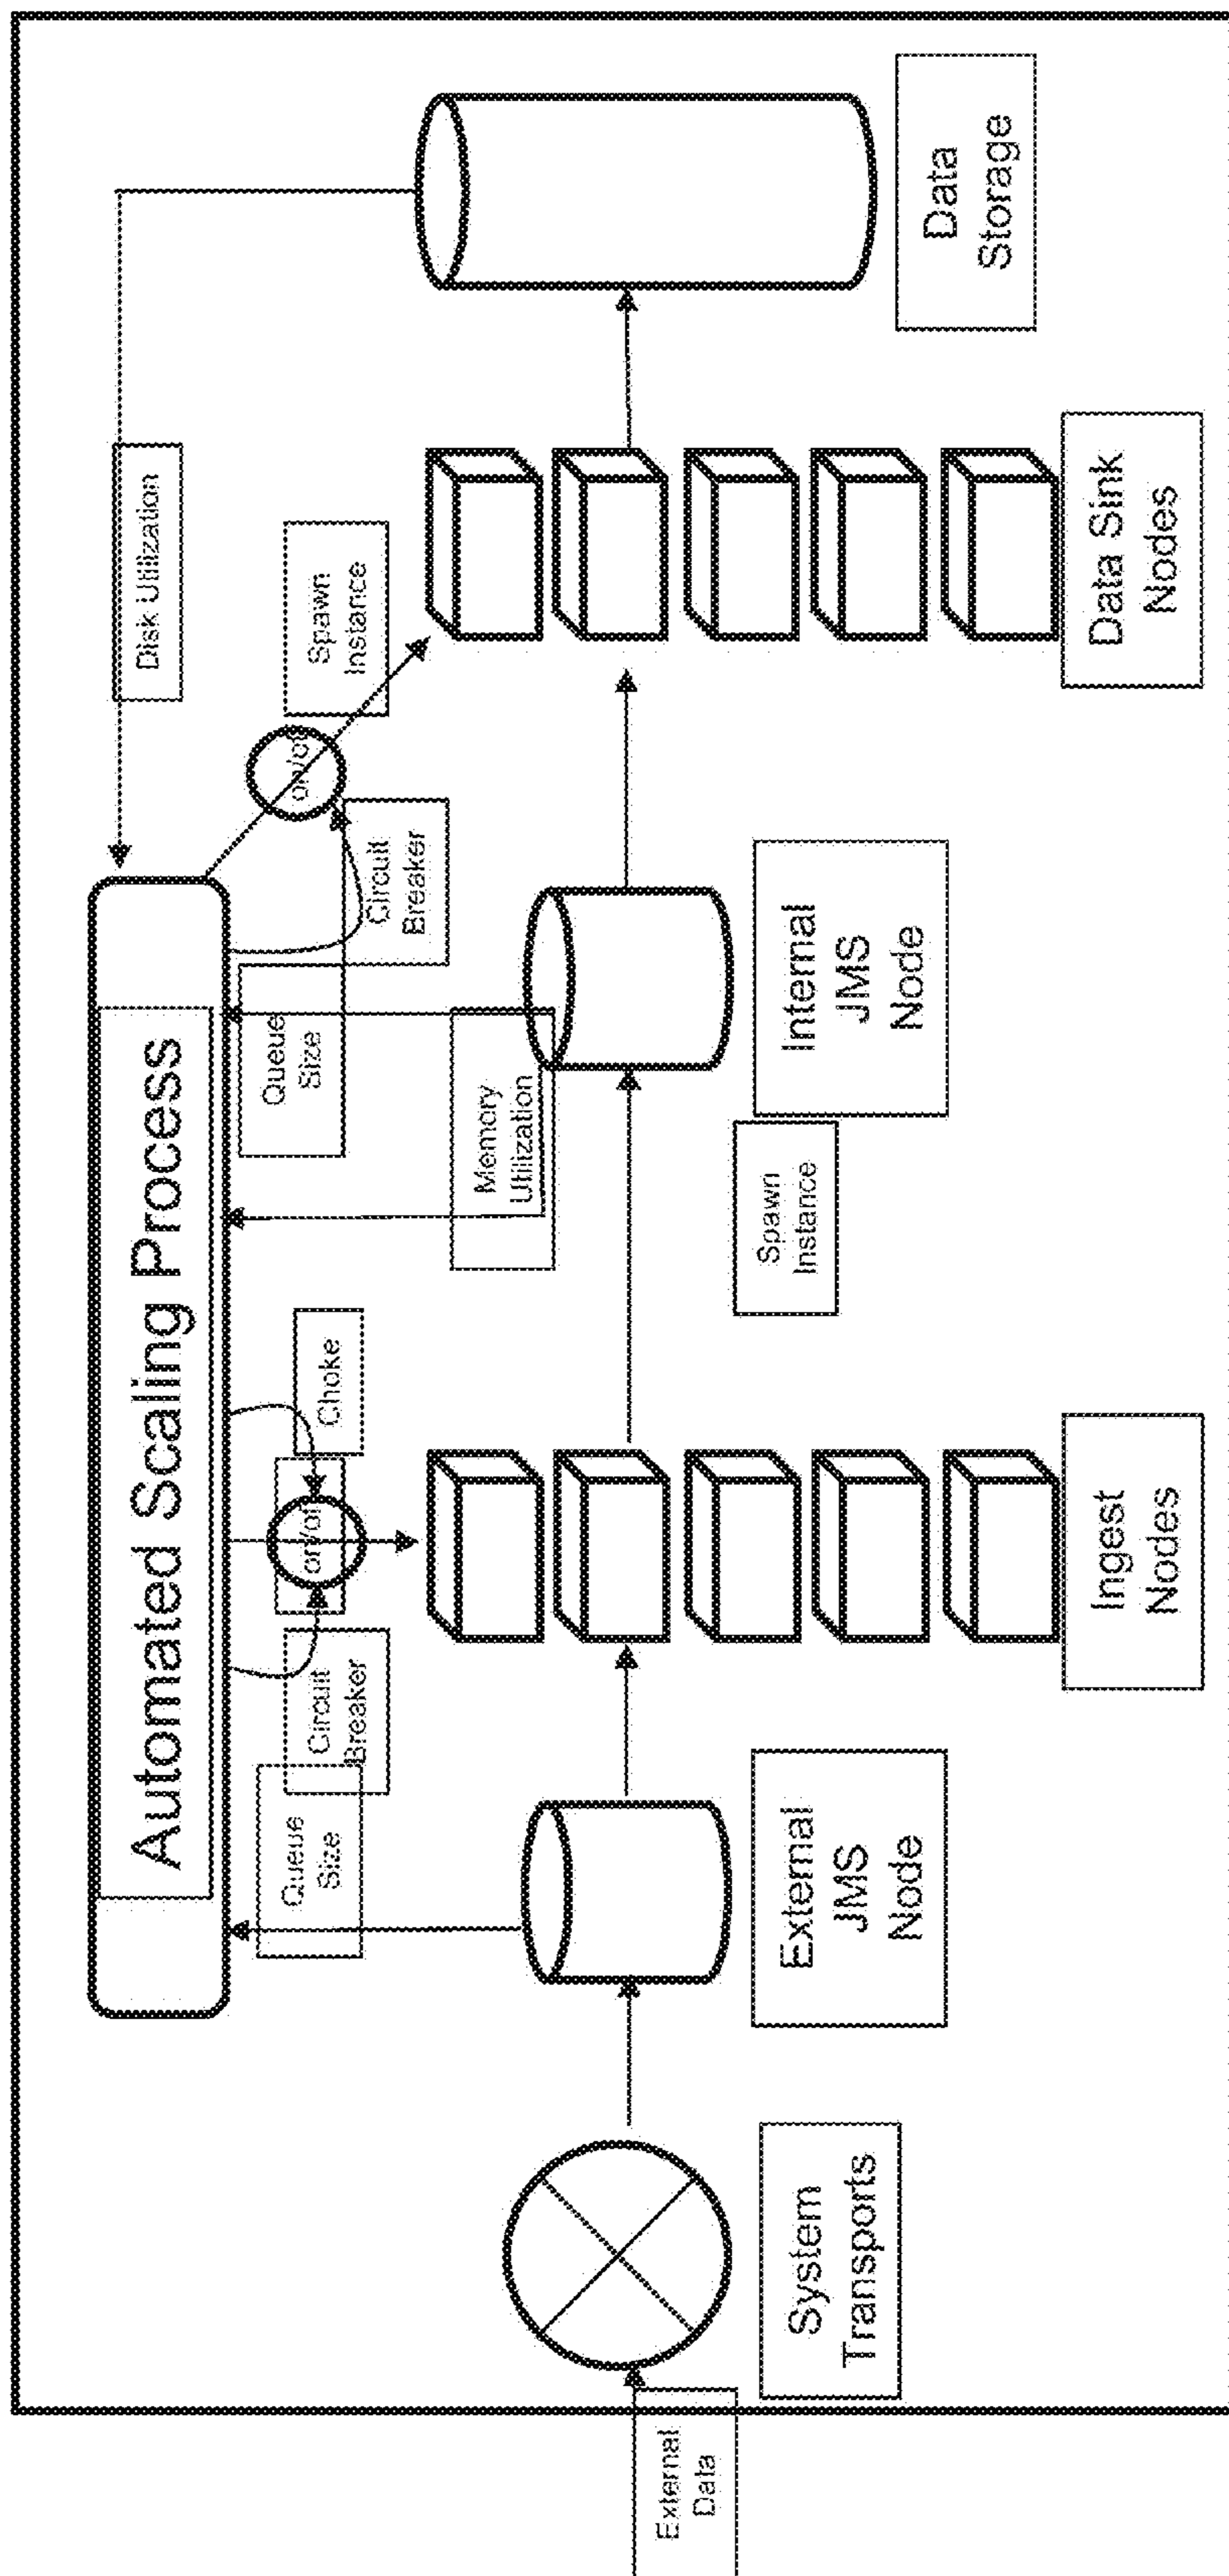 Automated Scaling Process
Disk Utilization
Queue
Size
Circuit
Breaker
on/of
Choke
Memory
Utilization
Queue
Size
Circuit
Breaker
on/of
Spawn
Instance
External
Data
System
Transports
External
JMS
Node
Ingest
Nodes
Spawn
Instance
Internal
JMS
Node
Data Sink
Nodes
Data
Storage